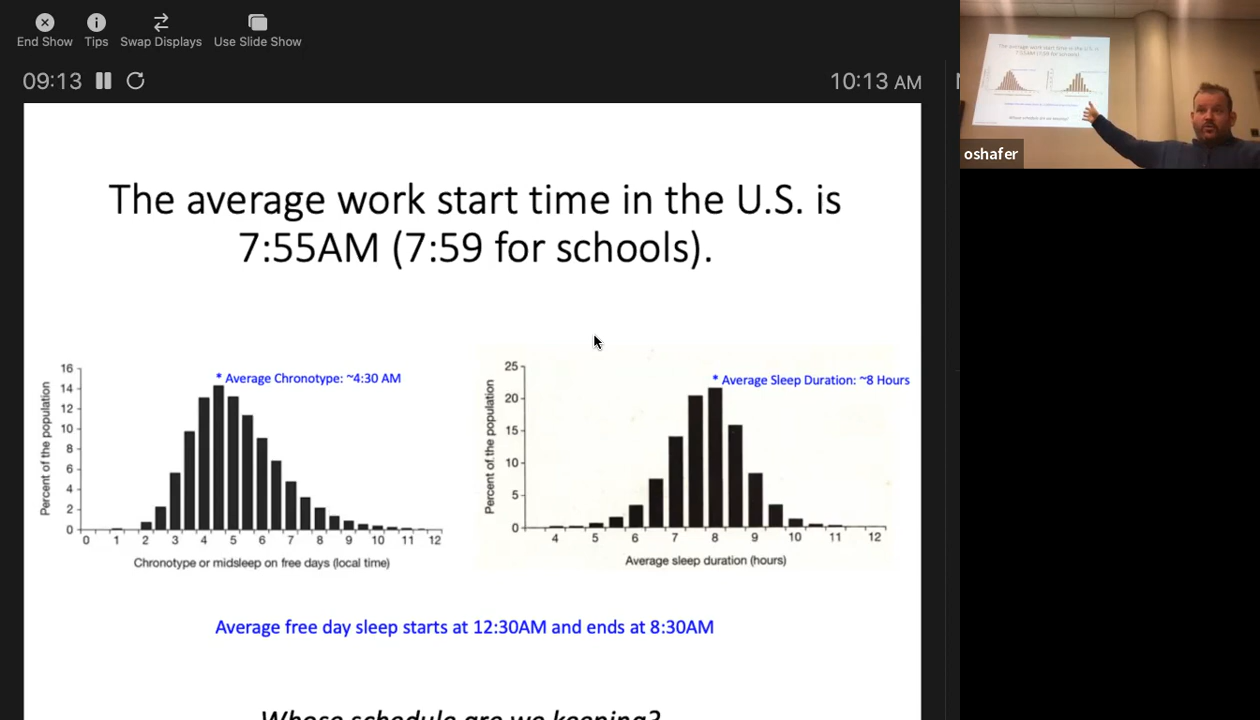 End Show
Tips
Swap Displays
Use Slide Show
09:13
10:13 AM
oshafer
The average work start time in the U.S. is
7:55AM (7:59 for schools).
* Average Chronotype: ~4:30 AM
Percent of the population
16
14
12
10
8
6
4
2
0
0 1 2 3 4 5 6 7 8 9 10 11 12
Chronotype or midsleep on free days (local time)
* Average Sleep Duration: ~8 Hours
Percent of the population
25
20
15
10
5
0
4 5 6 7 8 9 10 11 12
Average sleep duration (hours)
Average free day sleep starts at 12:30AM and ends at 8:30AM
Whose schedule are we keeping?